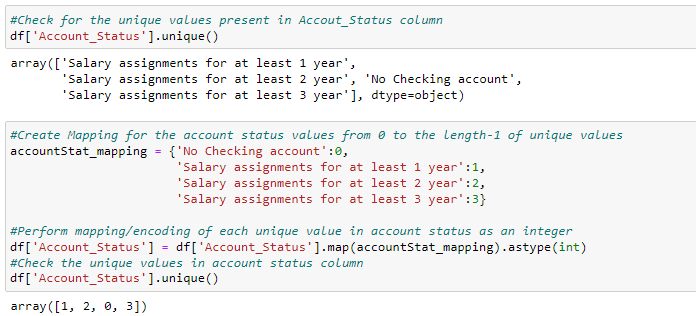 #Check for the unique values present in Accout_Status column
df['Account_Status'].unique()
array(['Salary assignments for at least 1 year',
'Salary assignments for at least 2 year', 'No Checking account',
'Salary assignments for at least 3 year'], dtype=object)
#Create Mapping for the account status values from 0 to the length-1 of unique values
accountStat_mapping = {'No Checking account':0,
'Salary assignments for at least 1 year':1,
'Salary assignments for at least 2 year':2,
'Salary assignments for at least 3 year':3}
#Perform mapping/encoding of each unique value in account status as an integer
df['Account_Status'] = df['Account_Status'].map(accountStat_mapping).astype(int)
#Check the unique values in account status column
df['Account_Status'].unique()
array([1, 2, 0, 3])